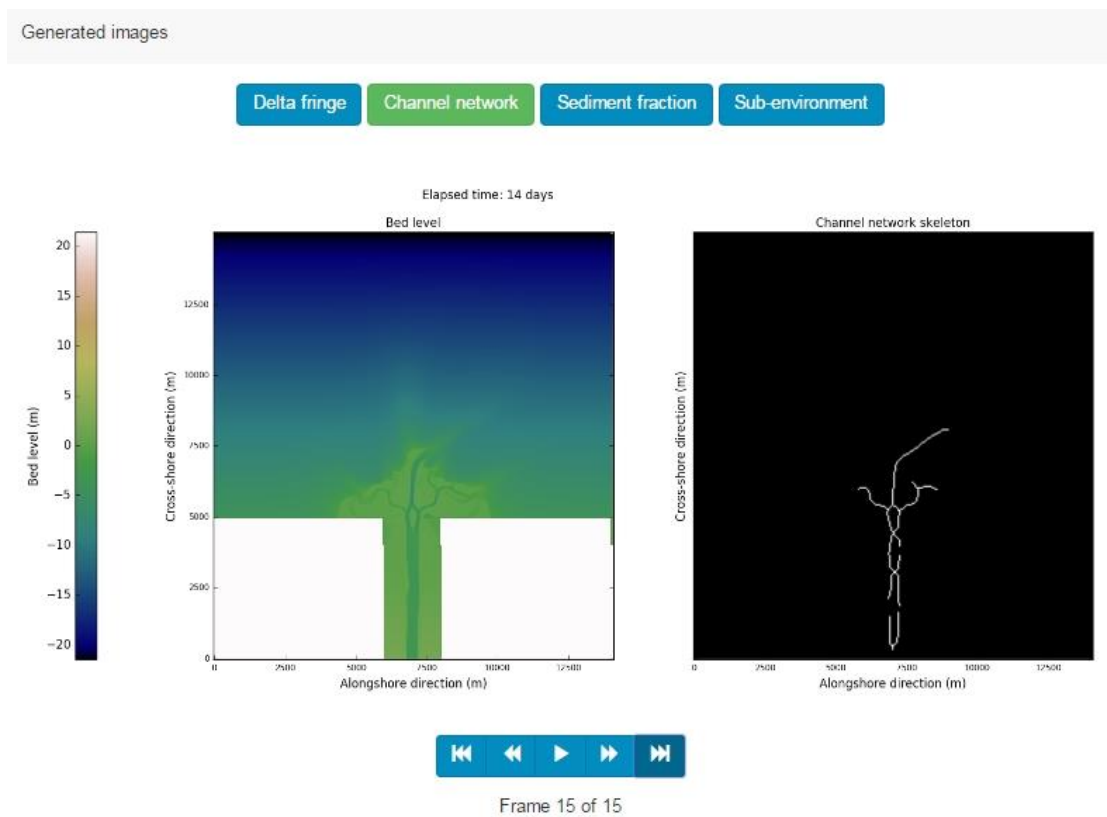 Generated images
Delta fringe Channel network Sediment fraction Sub-environment
Elapsed time: 14 days
Bed level
Channel network skeleton
20
15
10
5
0
−5
−10
−15
−20
Bed level (m)
12500
10000
7500
5000
2500
0
Cross-shore direction (m)
0 2500 5000 7500 10000 12500
Alongshore direction (m)
Cross-shore direction (m)
0 2500 5000 7500 10000 12500
Alongshore direction (m)
Frame 15 of 15